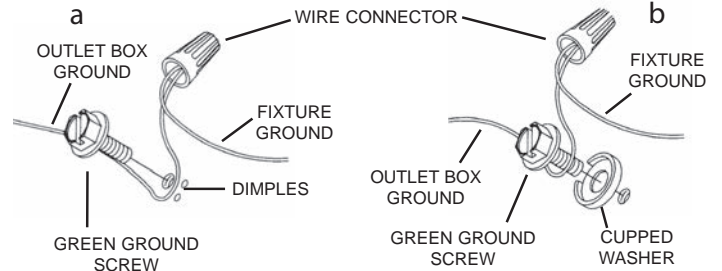 a
WIRE CONNECTOR
b
OUTLET BOX
GROUND
FIXTURE
GROUND
DIMPLES
GREEN GROUND
SCREW
FIXTURE
GROUND
OUTLET BOX
GROUND
GREEN GROUND
SCREW
CUPPED
WASHER